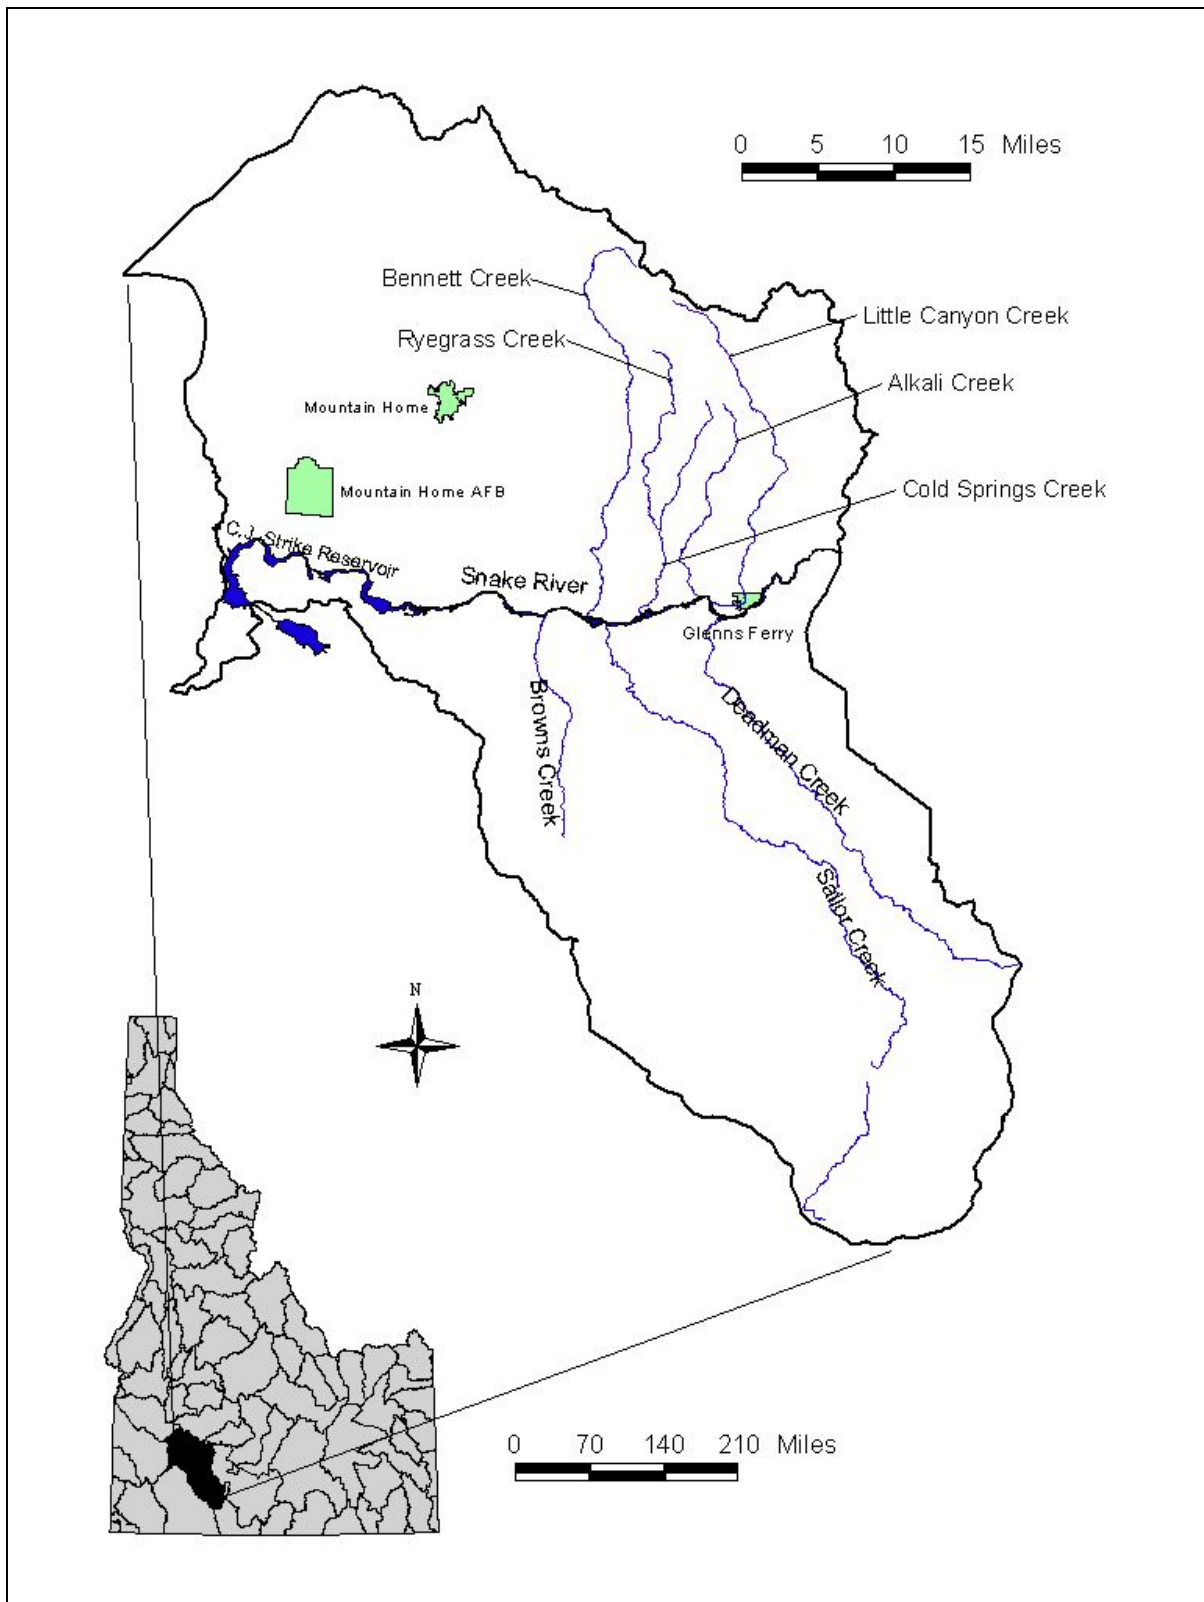 0 5 10 15 Miles
Bennett Creek
Little Canyon Creek
Ryegrass Creek
Alkali Creek
Mountain Home
Mountain Home AFB
Cold Springs Creek
C.J. Strike Reservoir
Snake River
Glenns Ferry
Browns Creek
Deadman Creek
Sailor Creek
N
0 70 140 210 Miles